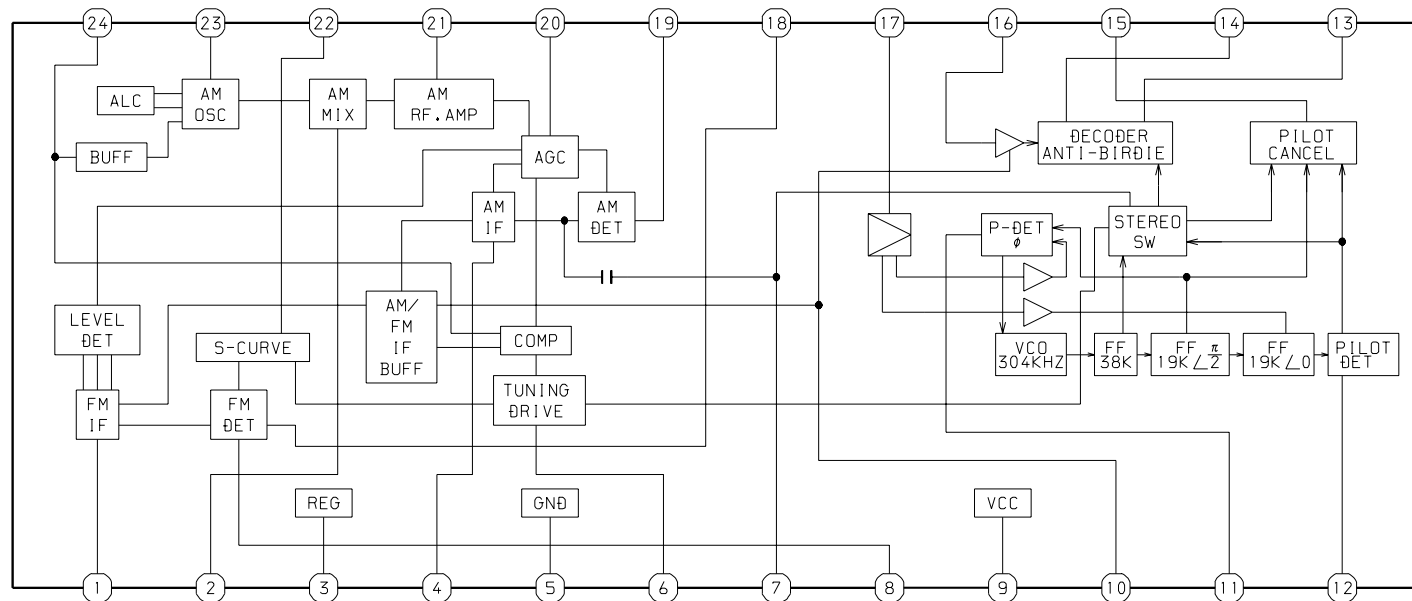 24 23 22 21 20 19 18 17 16 15 14 13
ALC
AM
OSC
AM
MIX
AM
RF.AMP
BUFF
AGC
DECODER
ANTI-BIRDIE
PILOT
CANCEL
AM
IF
AM
DET
P-DET
φ
STEREO
SW
LEVEL
DET
S-CURVE
AM/
FM
IF
BUFF
COMP
VCO
304KHZ
FF
38K
FF
19K∠π/2
FF
19K∠0
PILOT
DET
FM
IF
FM
DET
TUNING
DRIVE
REG
GND
VCC
1 2 3 4 5 6 7 8 9 10 11 12